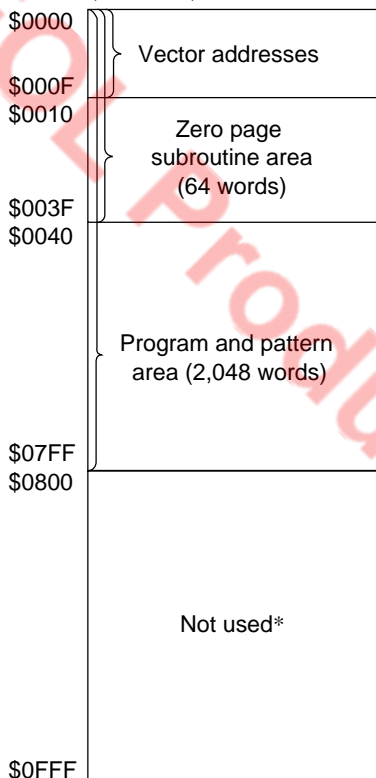 $0000
Vector addresses
$000F
$0010
Zero page
subroutine area
(64 words)
$003F
$0040
Program and pattern
area (2,048 words)
$07FF
$0800
Not used*
$0FFF